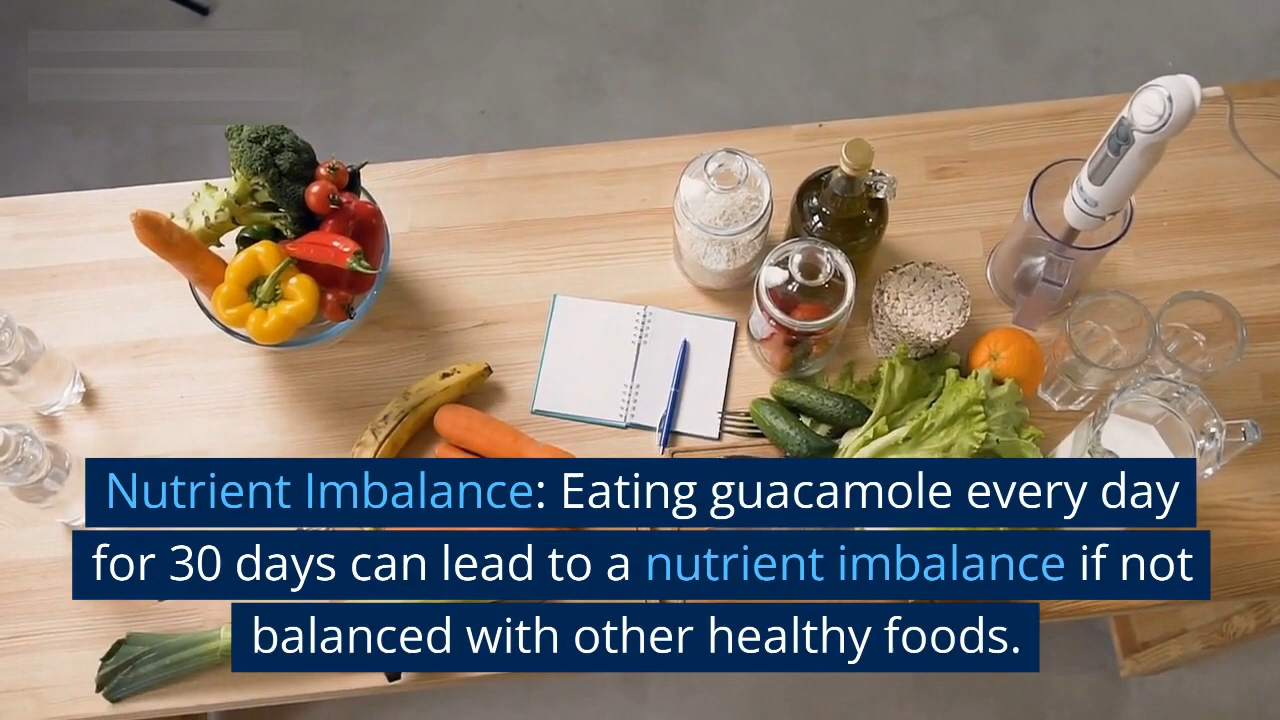 Nutrient Imbalance: Eating guacamole every day
for 30 days can lead to a nutrient imbalance if not
balanced with other healthy foods.